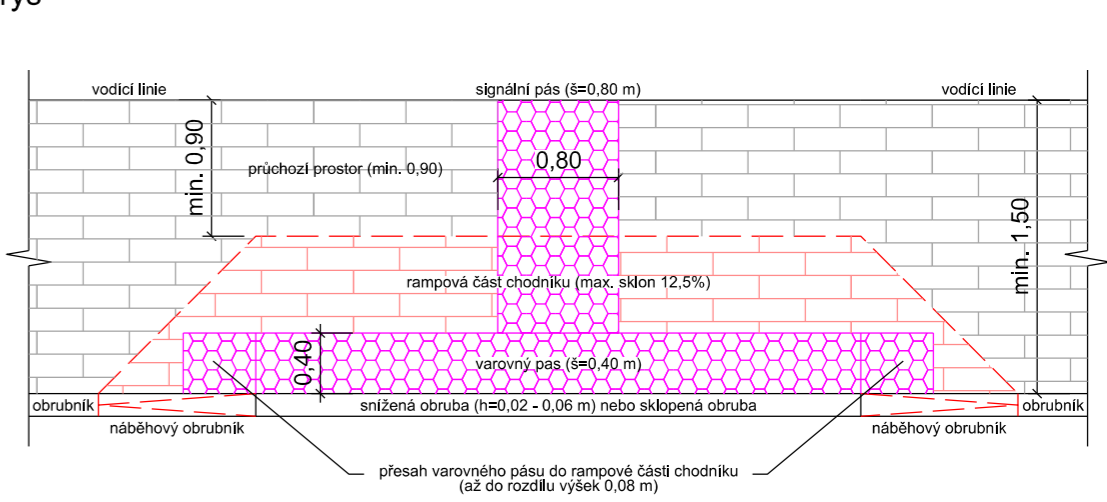 vodící linie
signální pás (š=0,80 m)
vodící linie
min. 0,90
průchozí prostor (min. 0,90)
0,80
min. 1,50
rampová část chodníku (max. sklon 12,5%)
0,40
varovný pas (š=0,40 m)
obrubník
snížená obruba (h=0,02 - 0,06 m) nebo sklopená obruba
obrubník
náběhový obrubník
náběhový obrubník
přesah varovného pásu do rampové části chodníku
(až do rozdílu výšek 0,08 m)